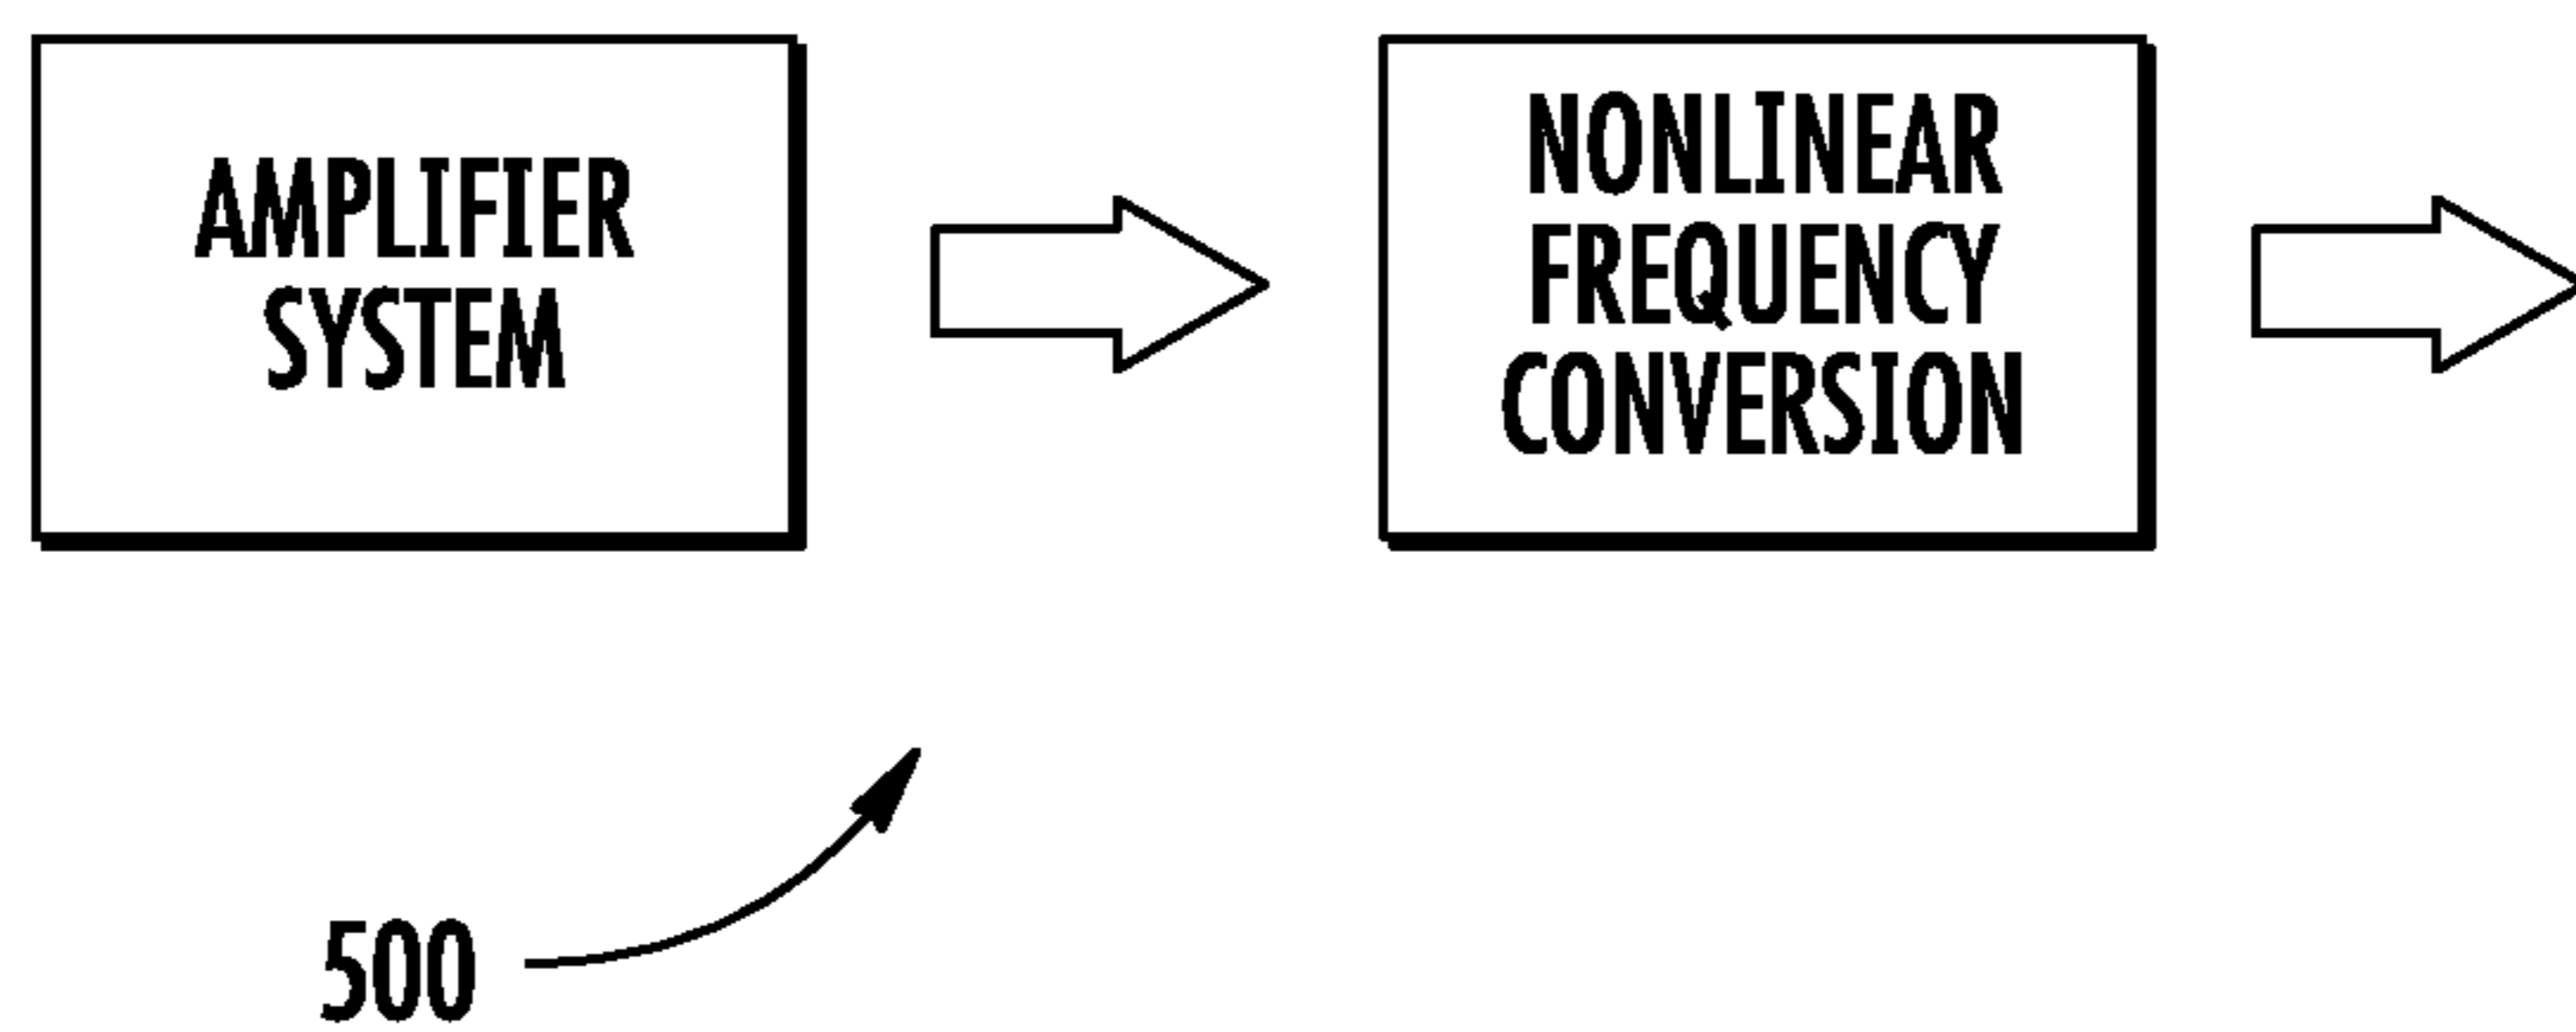 AMPLIFIER
SYSTEM
NONLINEAR
FREQUENCY
CONVERSION
500